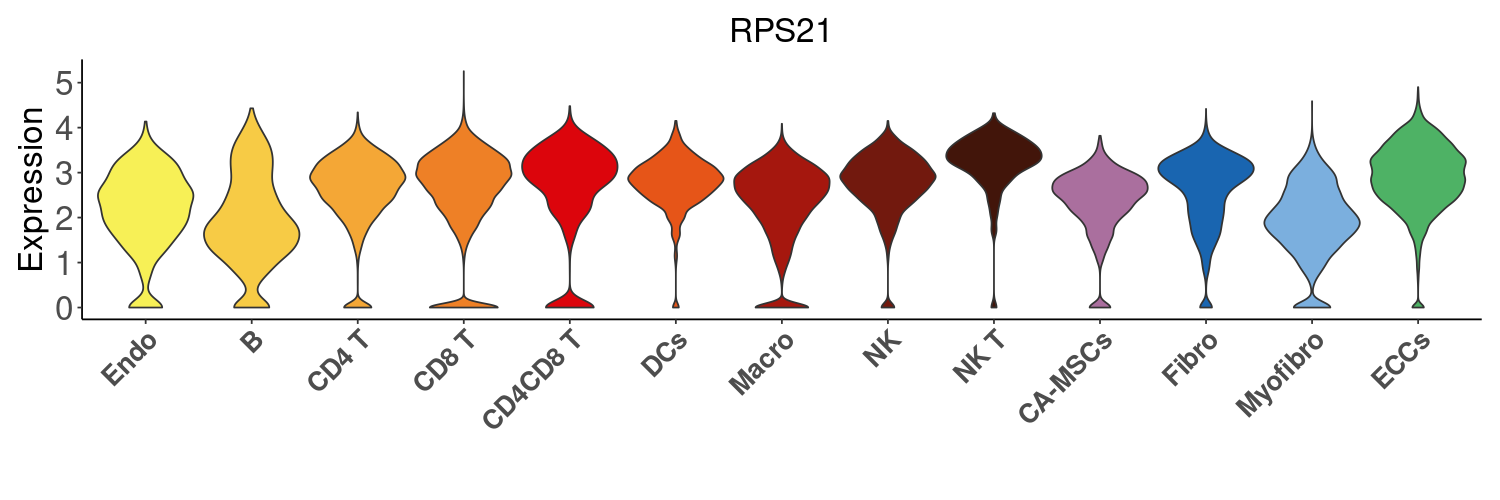 RPS21
Expression
5
4
3
2
1
0
Endo
B
CD4 T
CD8 T
CD4CD8 T
DCs
Macro
NK
NK T
CA-MSCs
Fibro
Myofibro
ECCs